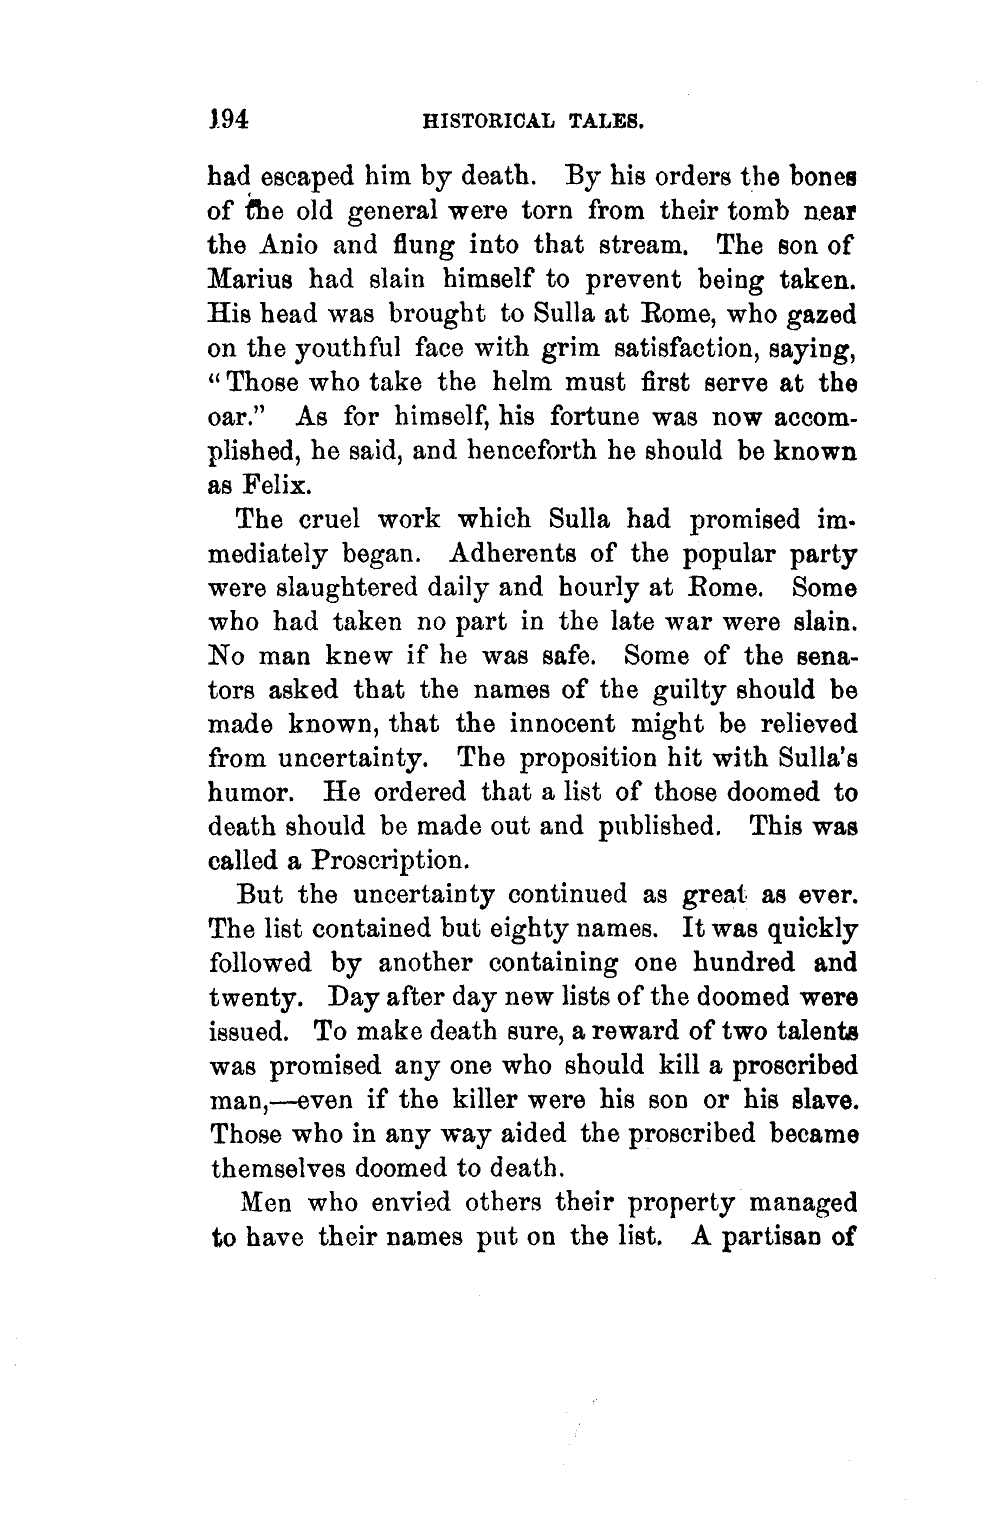 194 HISTORICAL TALES.
had escaped him by death. By his orders the bones
of the old general were torn from their tomb near
the Anio and flung into that stream. The son of
Marius had slain himself to prevent being taken.
His head was brought to Sulla at Rome, who gazed
on the youthful face with grim satisfaction, saying,
“Those who take the helm must first serve at the
oar.” As for himself, his fortune was now accom-
plished, he said, and henceforth he should be known
as Felix.
The cruel work which Sulla had promised im-
mediately began. Adherents of the popular party
were slaughtered daily and hourly at Rome. Some
who had taken no part in the late war were slain.
No man knew if he was safe. Some of the sena-
tors asked that the names of the guilty should be
made known, that the innocent might be relieved
from uncertainty. The proposition hit with Sulla's
humor. He ordered that a list of those doomed to
death should be made out and published. This was
called a Proscription.
But the uncertainty continued as great as ever.
The list contained but eighty names. It was quickly
followed by another containing one hundred and
twenty. Day after day new lists of the doomed were
issued. To make death sure, a reward of two talents
was promised any one who should kill a proscribed
man,—even if the killer were his son or his slave.
Those who in any way aided the proscribed became
themselves doomed to death.
Men who envied others their property managed
to have their names put on the list. A partisan of